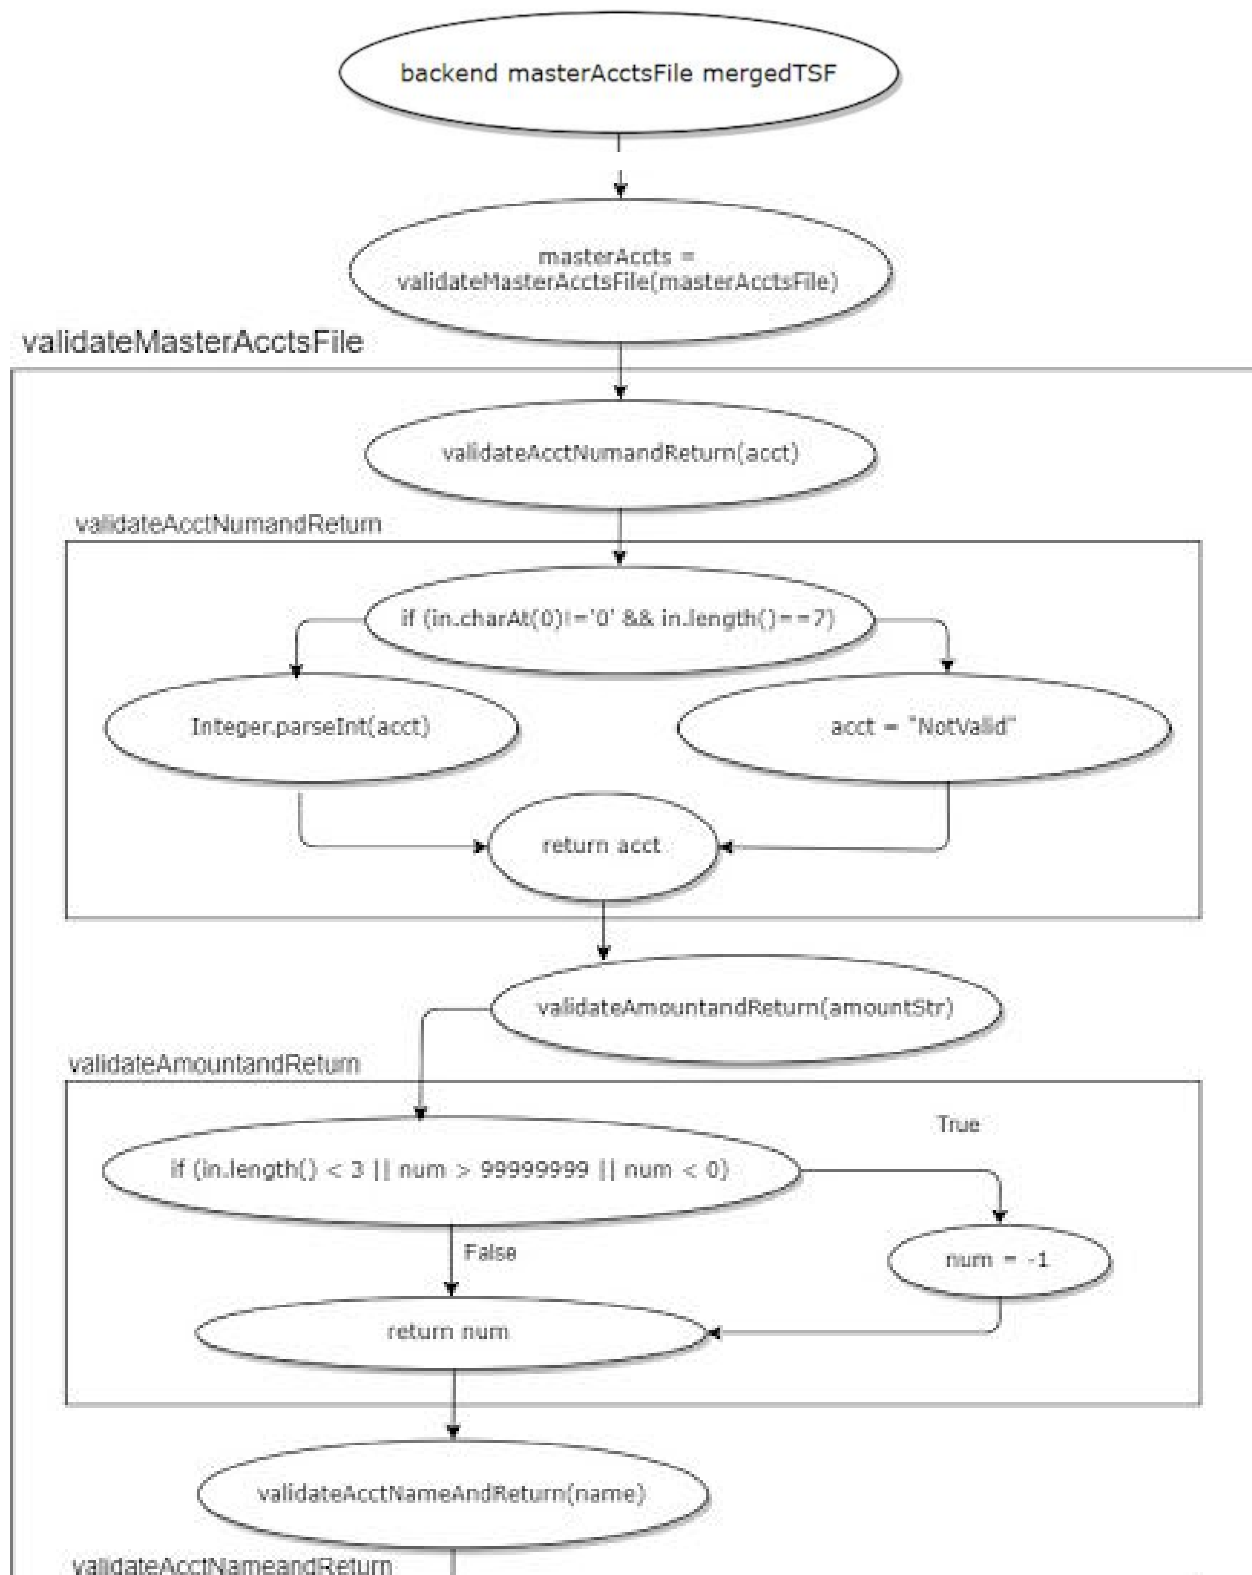 backend masterAcctsFile mergedTSF
masterAccts =
validateMasterAcctsFile(masterAcctsFile)
validateMasterAcctsFile
validateAcctNumandReturn(acct)
validateAcctNumandReturn
if (in.charAt(0)!='0' && in.length()==7)
Integer.parseInt(acct)
acct = "NotValid"
return acct
validateAmountandReturn(amountStr)
validateAmountandReturn
True
if (in.length() < 3 || num > 99999999 || num < 0)
False
num = -1
return num
validateAcctNameAndReturn(name)
validateAcctNameandReturn